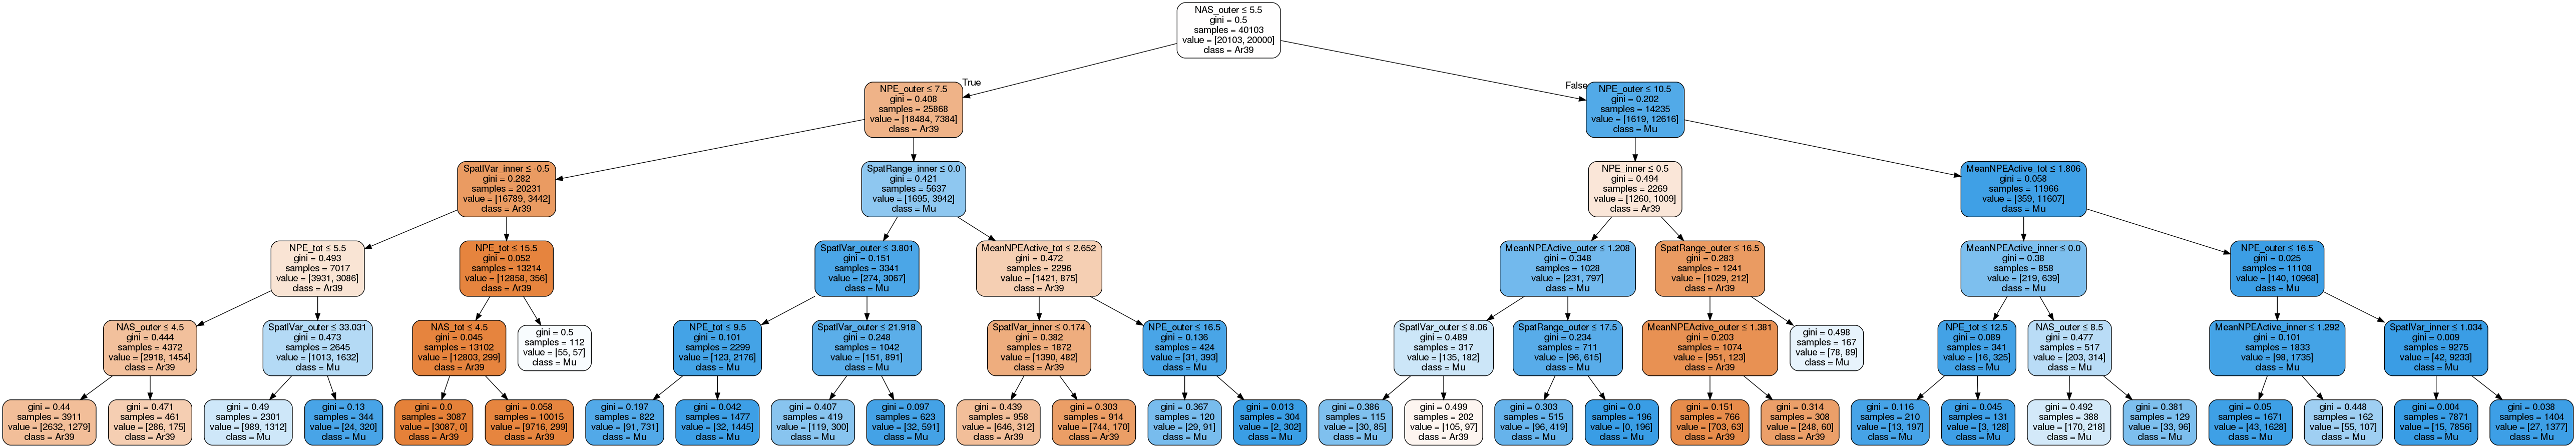 NAS_outer ≤ 5.5
gini = 0.5
samples = 40103
value = [20103, 20000]
class = Ar39
True
False
NPE_outer ≤ 7.5
gini = 0.408
samples = 25868
value = [18484, 7384]
class = Ar39
NPE_outer ≤ 10.5
gini = 0.202
samples = 14235
value = [1619, 12616]
class = Mu
SpatIVar_inner ≤ -0.5
gini = 0.282
samples = 20231
value = [16789, 3442]
class = Ar39
SpatRange_inner ≤ 0.0
gini = 0.421
samples = 5637
value = [1695, 3942]
class = Mu
NPE_inner ≤ 0.5
gini = 0.494
samples = 2269
value = [1260, 1009]
class = Ar39
MeanNPEActive_tot ≤ 1.806
gini = 0.058
samples = 11966
value = [359, 11607]
class = Mu
NPE_tot ≤ 5.5
gini = 0.493
samples = 7017
value = [3931, 3086]
class = Ar39
NPE_tot ≤ 15.5
gini = 0.052
samples = 13214
value = [12858, 356]
class = Ar39
SpatIVar_outer ≤ 3.801
gini = 0.151
samples = 3341
value = [274, 3067]
class = Mu
MeanNPEActive_tot ≤ 2.652
gini = 0.472
samples = 2296
value = [1421, 875]
class = Ar39
MeanNPEActive_outer ≤ 1.208
gini = 0.348
samples = 1028
value = [231, 797]
class = Mu
SpatRange_outer ≤ 16.5
gini = 0.283
samples = 1241
value = [1029, 212]
class = Ar39
MeanNPEActive_inner ≤ 0.0
gini = 0.38
samples = 858
value = [219, 639]
class = Mu
NPE_outer ≤ 16.5
gini = 0.025
samples = 11108
value = [140, 10968]
class = Mu
NAS_outer ≤ 4.5
gini = 0.444
samples = 4372
value = [2918, 1454]
class = Ar39
SpatIVar_outer ≤ 33.031
gini = 0.473
samples = 2645
value = [1013, 1632]
class = Mu
NAS_tot ≤ 4.5
gini = 0.045
samples = 13102
value = [12803, 299]
class = Ar39
gini = 0.5
samples = 112
value = [55, 57]
class = Mu
NPE_tot ≤ 9.5
gini = 0.101
samples = 2299
value = [123, 2176]
class = Mu
SpatIVar_outer ≤ 21.918
gini = 0.248
samples = 1042
value = [151, 891]
class = Mu
SpatIVar_inner ≤ 0.174
gini = 0.382
samples = 1872
value = [1390, 482]
class = Ar39
NPE_outer ≤ 16.5
gini = 0.136
samples = 424
value = [31, 393]
class = Mu
SpatIVar_outer ≤ 8.06
gini = 0.489
samples = 317
value = [135, 182]
class = Mu
SpatRange_outer ≤ 17.5
gini = 0.234
samples = 711
value = [96, 615]
class = Mu
MeanNPEActive_outer ≤ 1.381
gini = 0.203
samples = 1074
value = [951, 123]
class = Ar39
gini = 0.498
samples = 167
value = [78, 89]
class = Mu
NPE_tot ≤ 12.5
gini = 0.089
samples = 341
value = [16, 325]
class = Mu
NAS_outer ≤ 8.5
gini = 0.477
samples = 517
value = [203, 314]
class = Mu
MeanNPEActive_inner ≤ 1.292
gini = 0.101
samples = 1833
value = [98, 1735]
class = Mu
SpatIVar_inner ≤ 1.034
gini = 0.009
samples = 9275
value = [42, 9233]
class = Mu
gini = 0.44
samples = 3911
value = [2632, 1279]
class = Ar39
gini = 0.471
samples = 461
value = [286, 175]
class = Ar39
gini = 0.49
samples = 2301
value = [989, 1312]
class = Mu
gini = 0.13
samples = 344
value = [24, 320]
class = Mu
gini = 0.0
samples = 3087
value = [3087, 0]
class = Ar39
gini = 0.058
samples = 10015
value = [9716, 299]
class = Ar39
gini = 0.197
samples = 822
value = [91, 731]
class = Mu
gini = 0.042
samples = 1477
value = [32, 1445]
class = Mu
gini = 0.407
samples = 419
value = [119, 300]
class = Mu
gini = 0.097
samples = 623
value = [32, 591]
class = Mu
gini = 0.439
samples = 958
value = [646, 312]
class = Ar39
gini = 0.303
samples = 914
value = [744, 170]
class = Ar39
gini = 0.367
samples = 120
value = [29, 91]
class = Mu
gini = 0.013
samples = 304
value = [2, 302]
class = Mu
gini = 0.386
samples = 115
value = [30, 85]
class = Mu
gini = 0.499
samples = 202
value = [105, 97]
class = Ar39
gini = 0.303
samples = 515
value = [96, 419]
class = Mu
gini = 0.0
samples = 196
value = [0, 196]
class = Mu
gini = 0.151
samples = 766
value = [703, 63]
class = Ar39
gini = 0.314
samples = 308
value = [248, 60]
class = Ar39
gini = 0.116
samples = 210
value = [13, 197]
class = Mu
gini = 0.045
samples = 131
value = [3, 128]
class = Mu
gini = 0.492
samples = 388
value = [170, 218]
class = Mu
gini = 0.381
samples = 129
value = [33, 96]
class = Mu
gini = 0.05
samples = 1671
value = [43, 1628]
class = Mu
gini = 0.448
samples = 162
value = [55, 107]
class = Mu
gini = 0.004
samples = 7871
value = [15, 7856]
class = Mu
gini = 0.038
samples = 1404
value = [27, 1377]
class = Mu